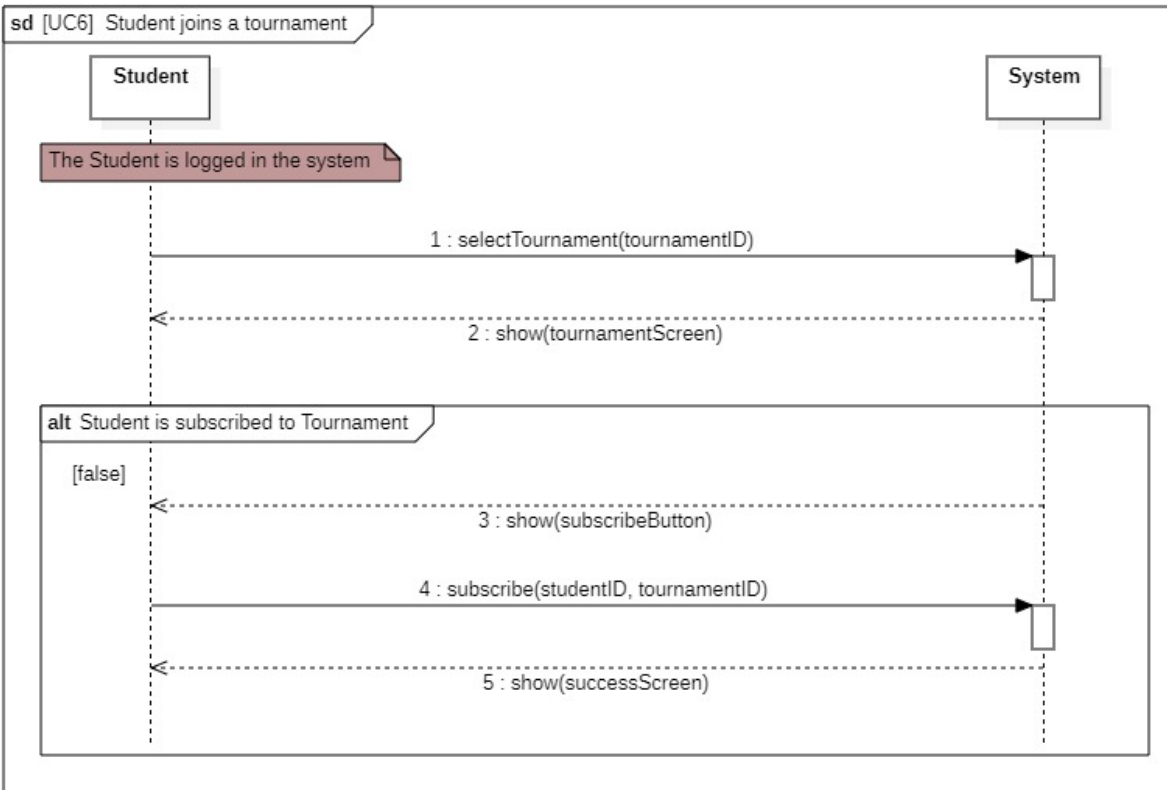 sd [UC6] Student joins a tournament
Student
System
The Student is logged in the system
1 : selectTournament(tournamentID)
2 : show(tournamentScreen)
alt Student is subscribed to Tournament
[false]
3 : show(subscribeButton)
4 : subscribe(studentID, tournamentID)
5 : show(successScreen)